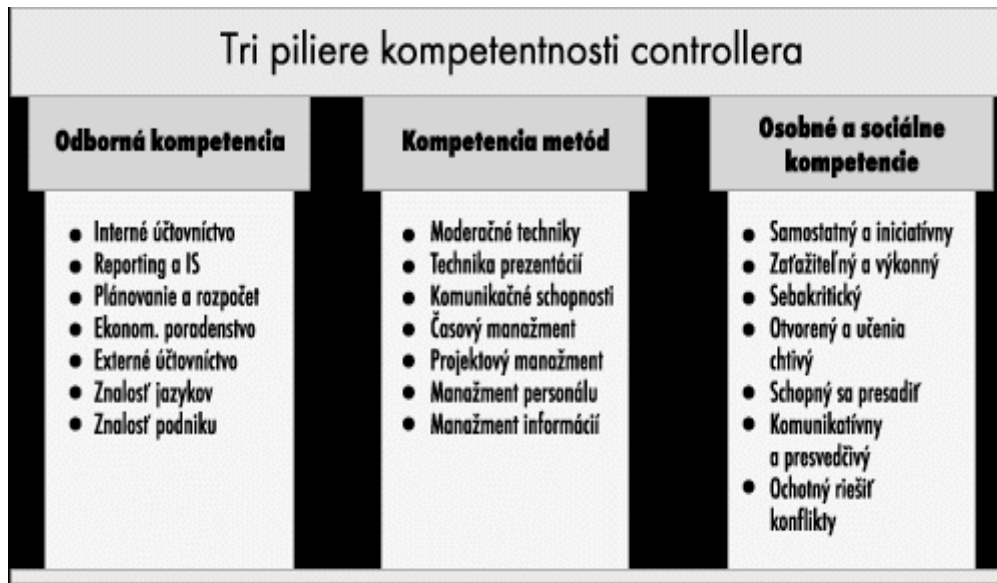 Tri piliere kompetentnosti controllera
Odborná kompetencia
• Interné účtovníctvo
• Reporting a IS
• Plánovanie a rozpočet
• Ekonom. poradenstvo
• Externé účtovníctvo
• Znalosť jazykov
• Znalosť podniku
Kompetencia metód
• Moderačné techniky
• Technika prezentácií
• Komunikačné schopnosti
• Časový manažment
• Projektový manažment
• Manažment personálu
• Manažment informácií
Osobné a sociálne
kompetencie
• Samostatný a iniciatívny
• Zaťažiteľný a výkonný
• Sebakritický
• Otvorený a učenia
chtivý
• Schopný sa presadiť
• Komunikatívny
a presvedčivý
• Ochotný riešiť
konflikty